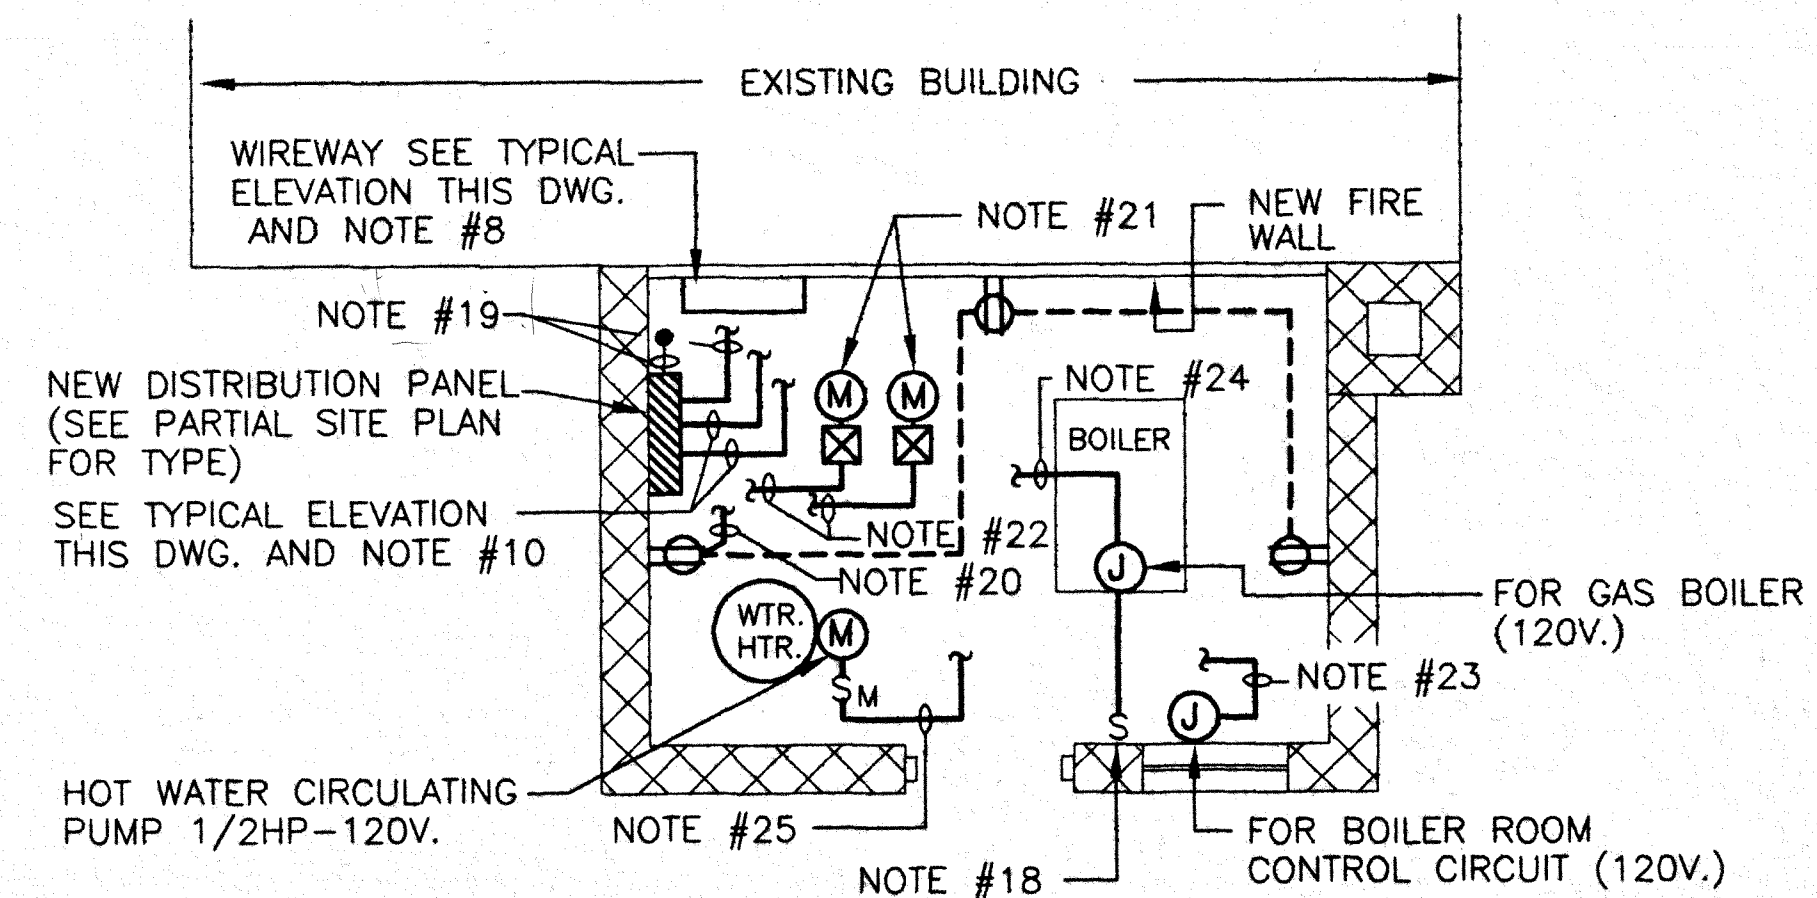 EXISTING BUILDING
WIREWAY SEE TYPICAL
ELEVATION THIS DWG.
AND NOTE #8
NOTE #21
NEW FIRE
WALL
NOTE #19
NEW DISTRIBUTION PANEL
(SEE PARTIAL SITE PLAN
FOR TYPE)
M
M
NOTE #24
BOILER
SEE TYPICAL ELEVATION
THIS DWG. AND NOTE #10
NOTE #22
NOTE #20
J
FOR GAS BOILER
(120V.)
WTR.
HTR.
M
S
M
NOTE #23
J
S
HOT WATER CIRCULATING
PUMP 1/2HP-120V.
NOTE #25
NOTE #18
FOR BOILER ROOM
CONTROL CIRCUIT (120V.)